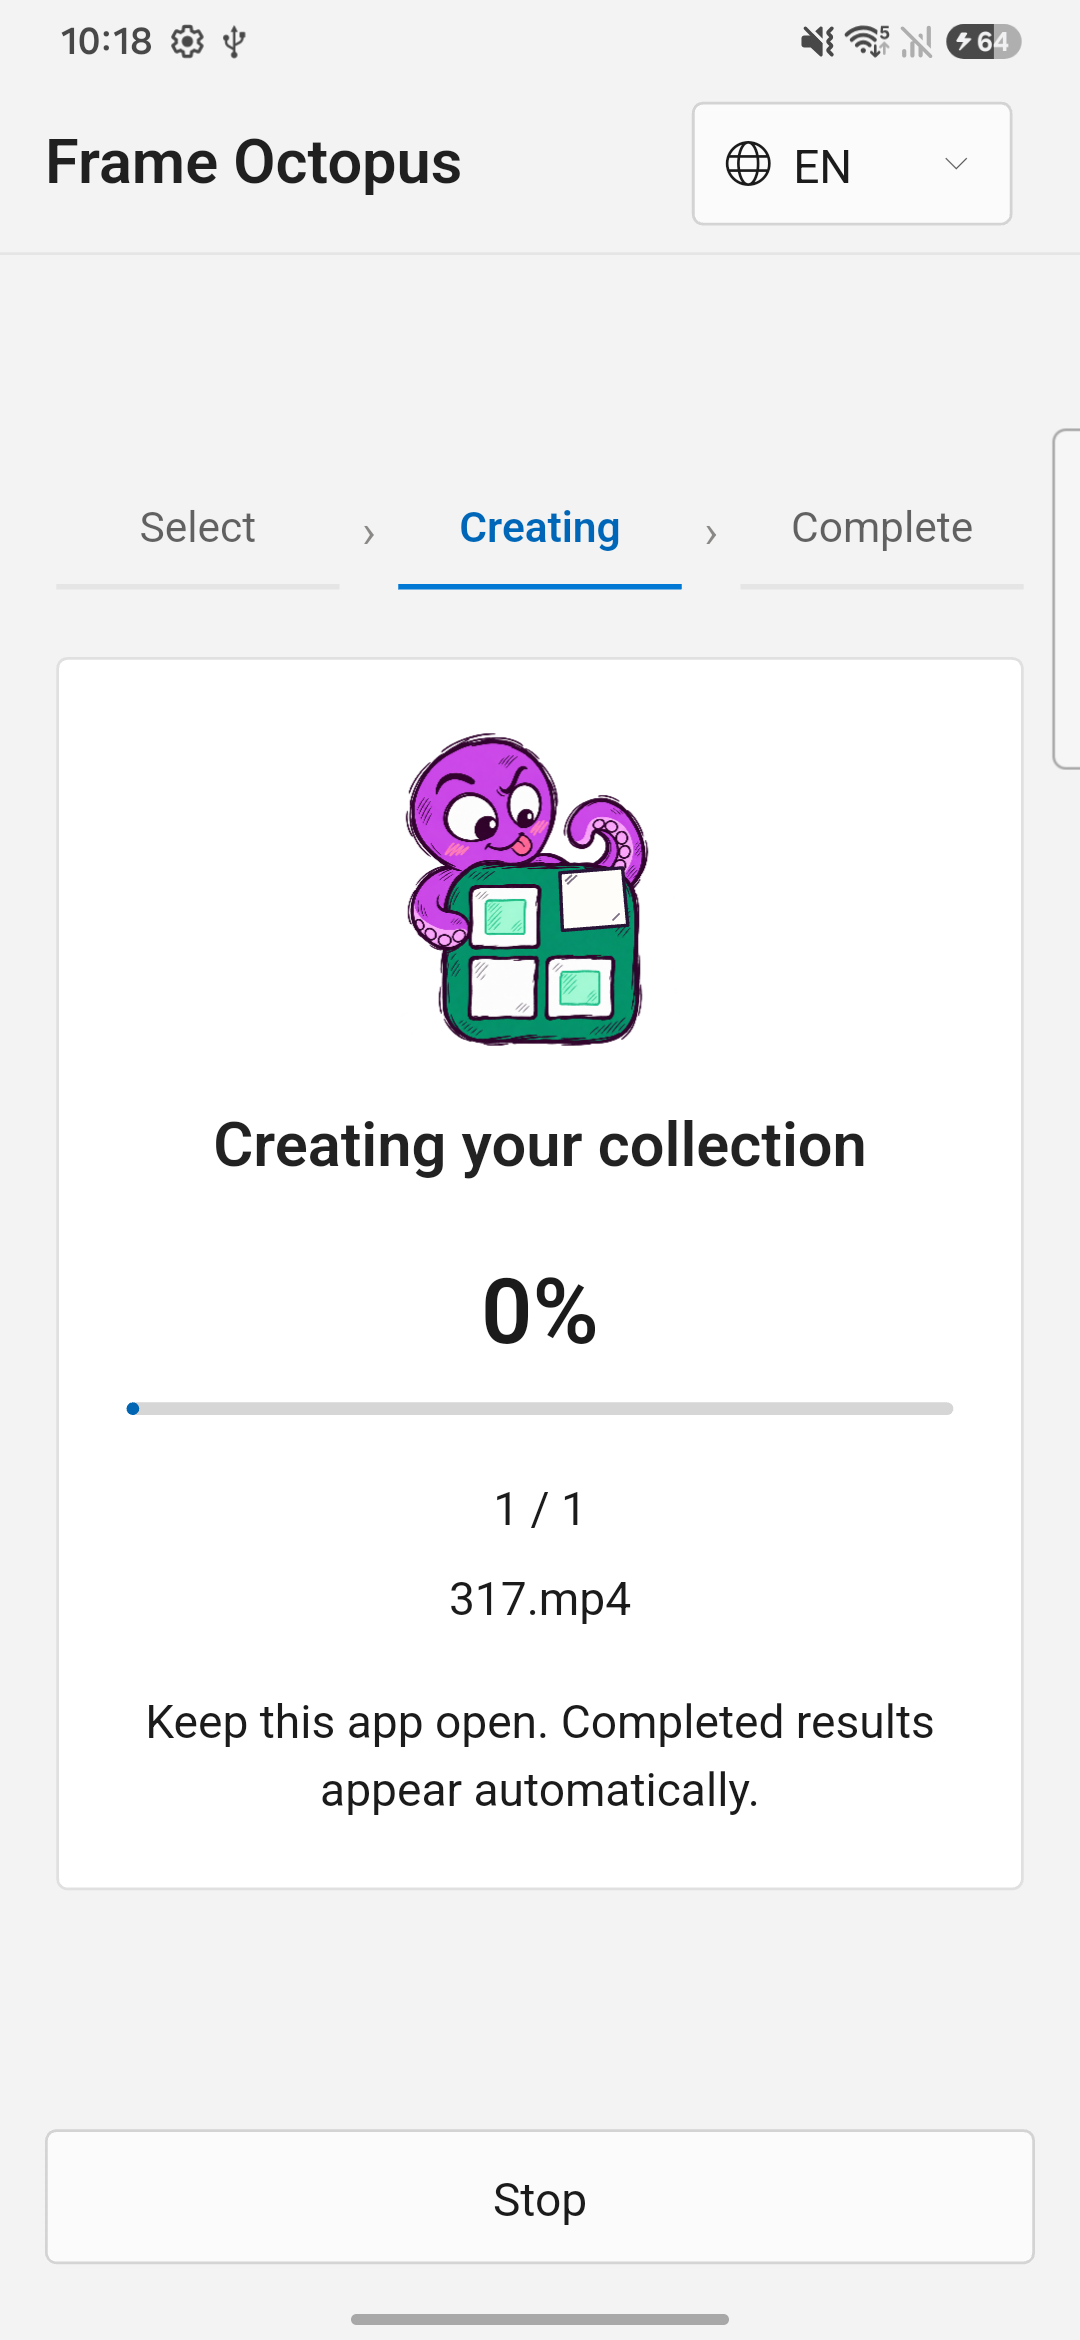 10:18
5
64
Frame Octopus
EN
Select › Creating › Complete
Creating your collection
0%
1 / 1
317.mp4
Keep this app open. Completed results
appear automatically.
Stop